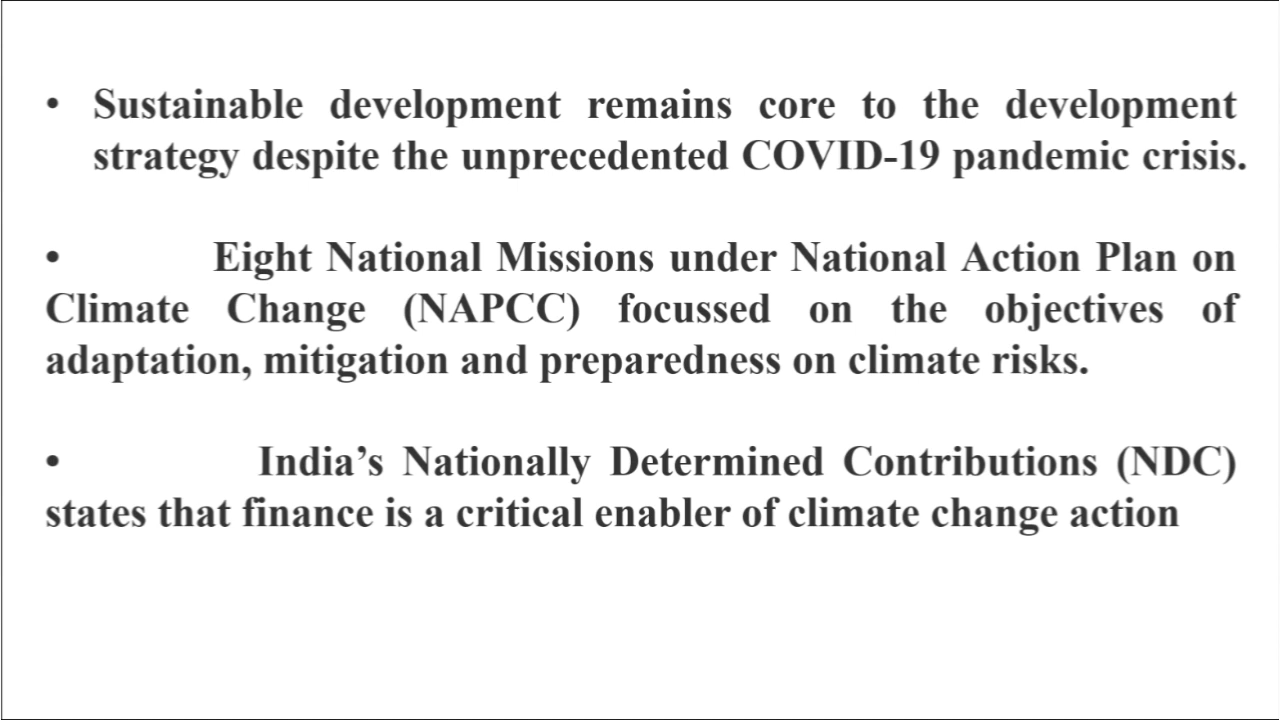 • Sustainable development remains core to the development
strategy despite the unprecedented COVID-19 pandemic crisis.
• Eight National Missions under National Action Plan on
Climate Change (NAPCC) focussed on the objectives of
adaptation, mitigation and preparedness on climate risks.
• India’s Nationally Determined Contributions (NDC)
states that finance is a critical enabler of climate change action